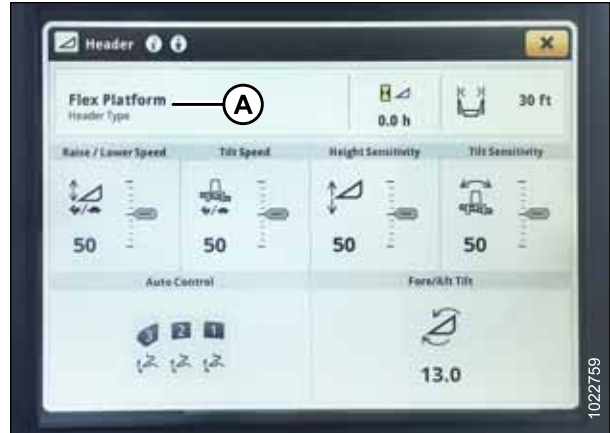 Header
Flex Platform
Header Type
A
0.0 h
30 ft
Raise / Lower Speed
Tilt Speed
Height Sensitivity
Tilt Sensitivity
50
50
50
50
Auto Control
Fore/Aft Tilt
3 2 1
13.0
1022759